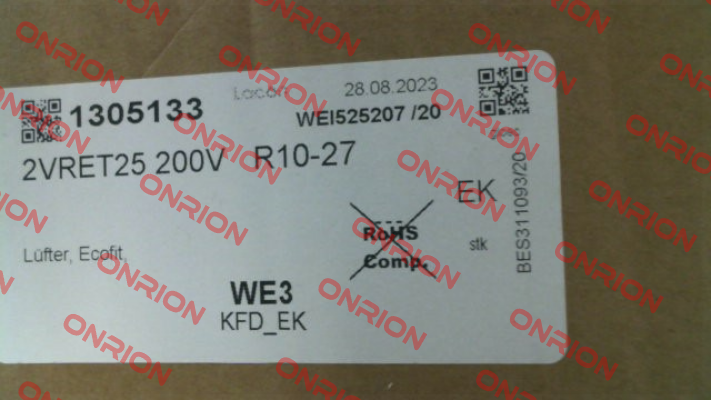 Lacon 28.08.2023
1305133
WEI525207 /20
2VRET25 200V R10-27
EK
RoHS
Comp.
stk
BES311093/20
Lüfter, Ecofit,
WE3
KFD_EK
ONRION